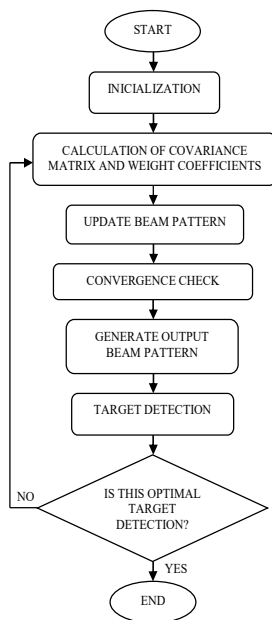 START
INICIALIZATION
CALCULATION OF COVARIANCE
MATRIX AND WEIGHT COEFFICIENTS
UPDATE BEAM PATTERN
CONVERGENCE CHECK
GENERATE OUTPUT
BEAM PATTERN
TARGET DETECTION
IS THIS OPTIMAL
TARGET
DETECTION?
NO
YES
END